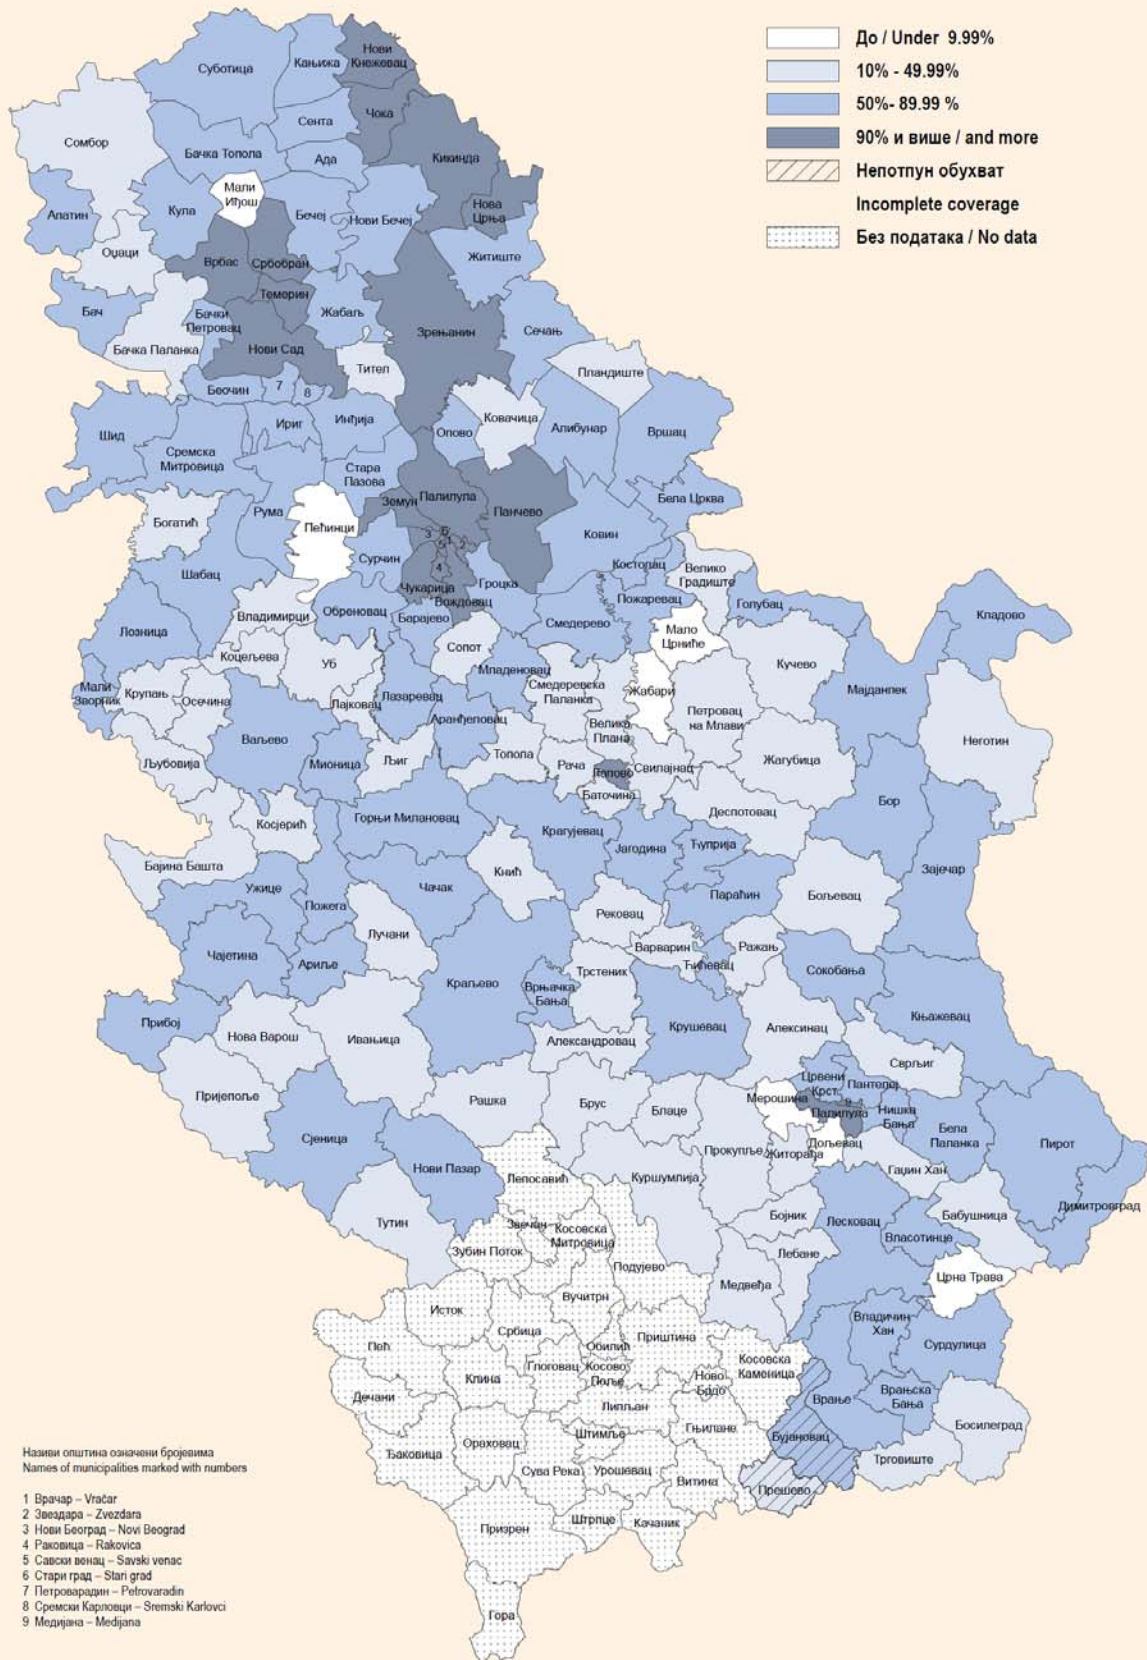 До / Under 9.99%
10% - 49.99%
50%- 89.99 %
90% и више / and more
Непотпун обухват
Incomplete coverage
Без података / No data
Нови
Кнежевац
Суботица
Кањижа
Чока
Сента
Сомбор
Бачка Топола
Ада
Кикинда
Мали
Иђош
Апатин
Кула
Бечеј
Нови Бечеј
Нова
Црња
Оџаци
Врбас
Србобран
Житиште
Темерин
Бач
Бачки
Петровац
Жабаљ
Зрењанин
Сечањ
Бачка Паланка
Нови Сад
Тител
Пландиште
Беочин
7
8
Ковачица
Шид
Ириг
Инђија
Опово
Алибунар
Вршац
Сремска
Митровица
Стара
Пазова
Бела Црква
Земун
Палилула
Панчево
Богатић
Рума
Пећинци
3
6
1
5
2
4
Ковин
Сурчин
Костолац
Велико
Градиште
Шабац
Чукарица
Гроцка
Вождовац
Пожаревац
Голубац
Кладово
Владимирци
Обреновац
Барајево
Смедерево
Лозница
Мало
Црниће
Коцељева
Уб
Сопот
Младеновац
Кучево
Мали
Зворник
Крупањ
Осечина
Лајковац
Лазаревац
Смедеревска
Паланка
Жабари
Мајданпек
Петровац
на Млави
Аранђеловац
Велика
Плана
Ваљево
Неготин
Љубовија
Мионица
Љиг
Топола
Рача
Лапово
Свилајнац
Жагубица
Баточина
Бор
Косјерић
Горњи Милановац
Деспотовац
Крагујевац
Јагодина
Ћуприја
Бајина Башта
Кнић
Зајечар
Ужице
Чачак
Параћин
Бољевац
Пожега
Рековац
Лучани
Варварин
Ражањ
Чајетина
Ариље
Ћићевац
Трстеник
Сокобања
Краљево
Врњачка
Бања
Књажевац
Прибој
Крушевац
Алексинац
Нова Варош
Ивањица
Александровац
Сврљиг
Црвени
Крст
Пантелеј
Пријепоље
Рашка
Брус
Блаце
Мерошина
9
Палилула
Нишка
Бања
Бела
Паланка
Сјеница
Дољевац
Пирот
Прокупље
Житорађа
Нови Пазар
Гаџин Хан
Лепосавић
Куршумлија
Димитровград
Тутин
Бојник
Лесковац
Бабушница
Звечан
Косовска
Митровица
Власотинце
Зубин Поток
Лебане
Подујево
Црна Трава
Медвеђа
Вучитрн
Исток
Владичин
Хан
Србица
Обилић
Приштина
Сурдулица
Пећ
Глоговац
Косово
Поље
Косовска
Каменица
Клина
Ново
Брдо
Врање
Врањска
Бања
Дечани
Липљан
Гњилане
Босилеград
Бујановац
Ђаковица
Ораховац
Штимље
Трговиште
Сува Река
Урошевац
Витина
Прешево
Призрен
Штрпце
Качаник
Гора
Називи општина означени бројевима
Names of municipalities marked with numbers
1 Врачар – Vračar
2 Звездара – Zvezdara
3 Нови Београд – Novi Beograd
4 Раковица – Rakovica
5 Савски венац – Savski venac
6 Стари град – Stari grad
7 Петроварадин – Petrovaradin
8 Сремски Карловци – Sremski Karlovci
9 Медијана – Medijana